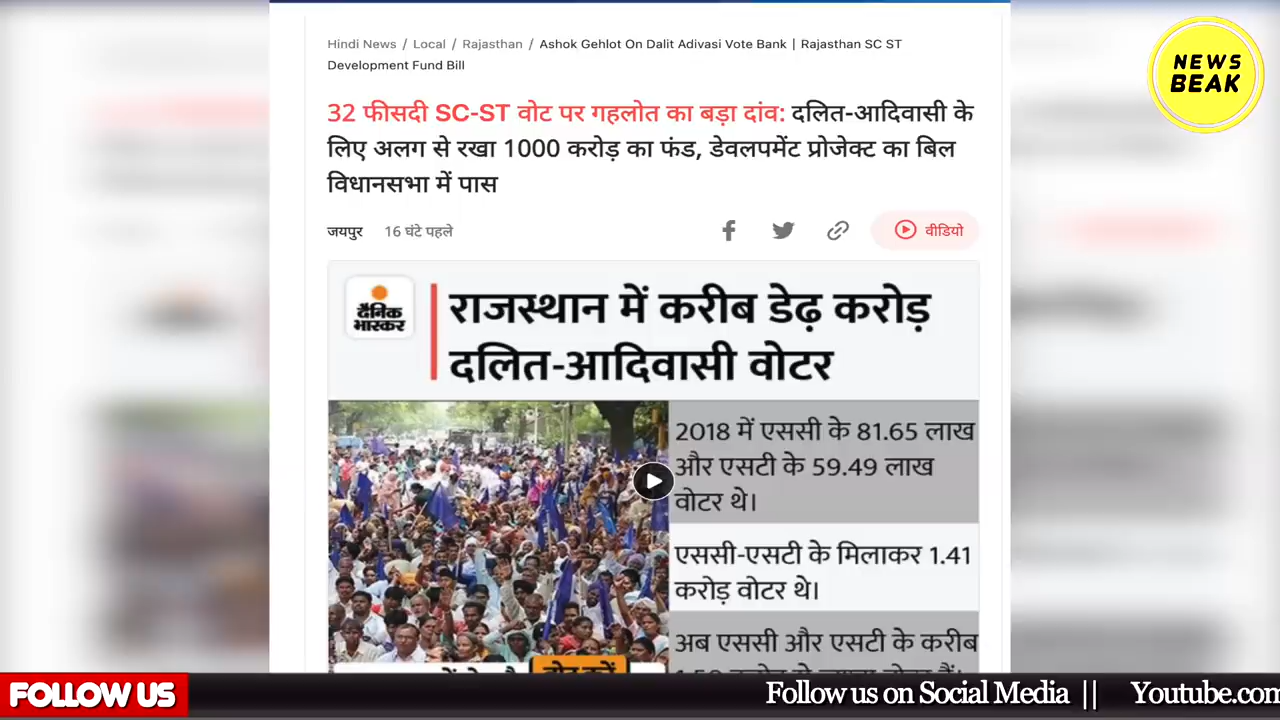 Hindi News / Local / Rajasthan / Ashok Gehlot On Dalit Adivasi Vote Bank | Rajasthan SC ST
Development Fund Bill
NEWS
BEAK
32 फीसदी SC-ST वोट पर गहलोत का बड़ा दांव: दलित-आदिवासी के
लिए अलग से रखा 1000 करोड़ का फंड, डेवलपमेंट प्रोजेक्ट का बिल
विधानसभा में पास
जयपुर 16 घंटे पहले
वीडियो
दैनिक
भास्कर
राजस्थान में करीब डेढ़ करोड़
दलित-आदिवासी वोटर
2018 में एससी के 81.65 लाख
और एसटी के 59.49 लाख
वोटर थे।
एससी-एसटी के मिलाकर 1.41
करोड़ वोटर थे।
अब एससी और एसटी के करीब
FOLLOW US
Follow us on Social Media || Youtube.com